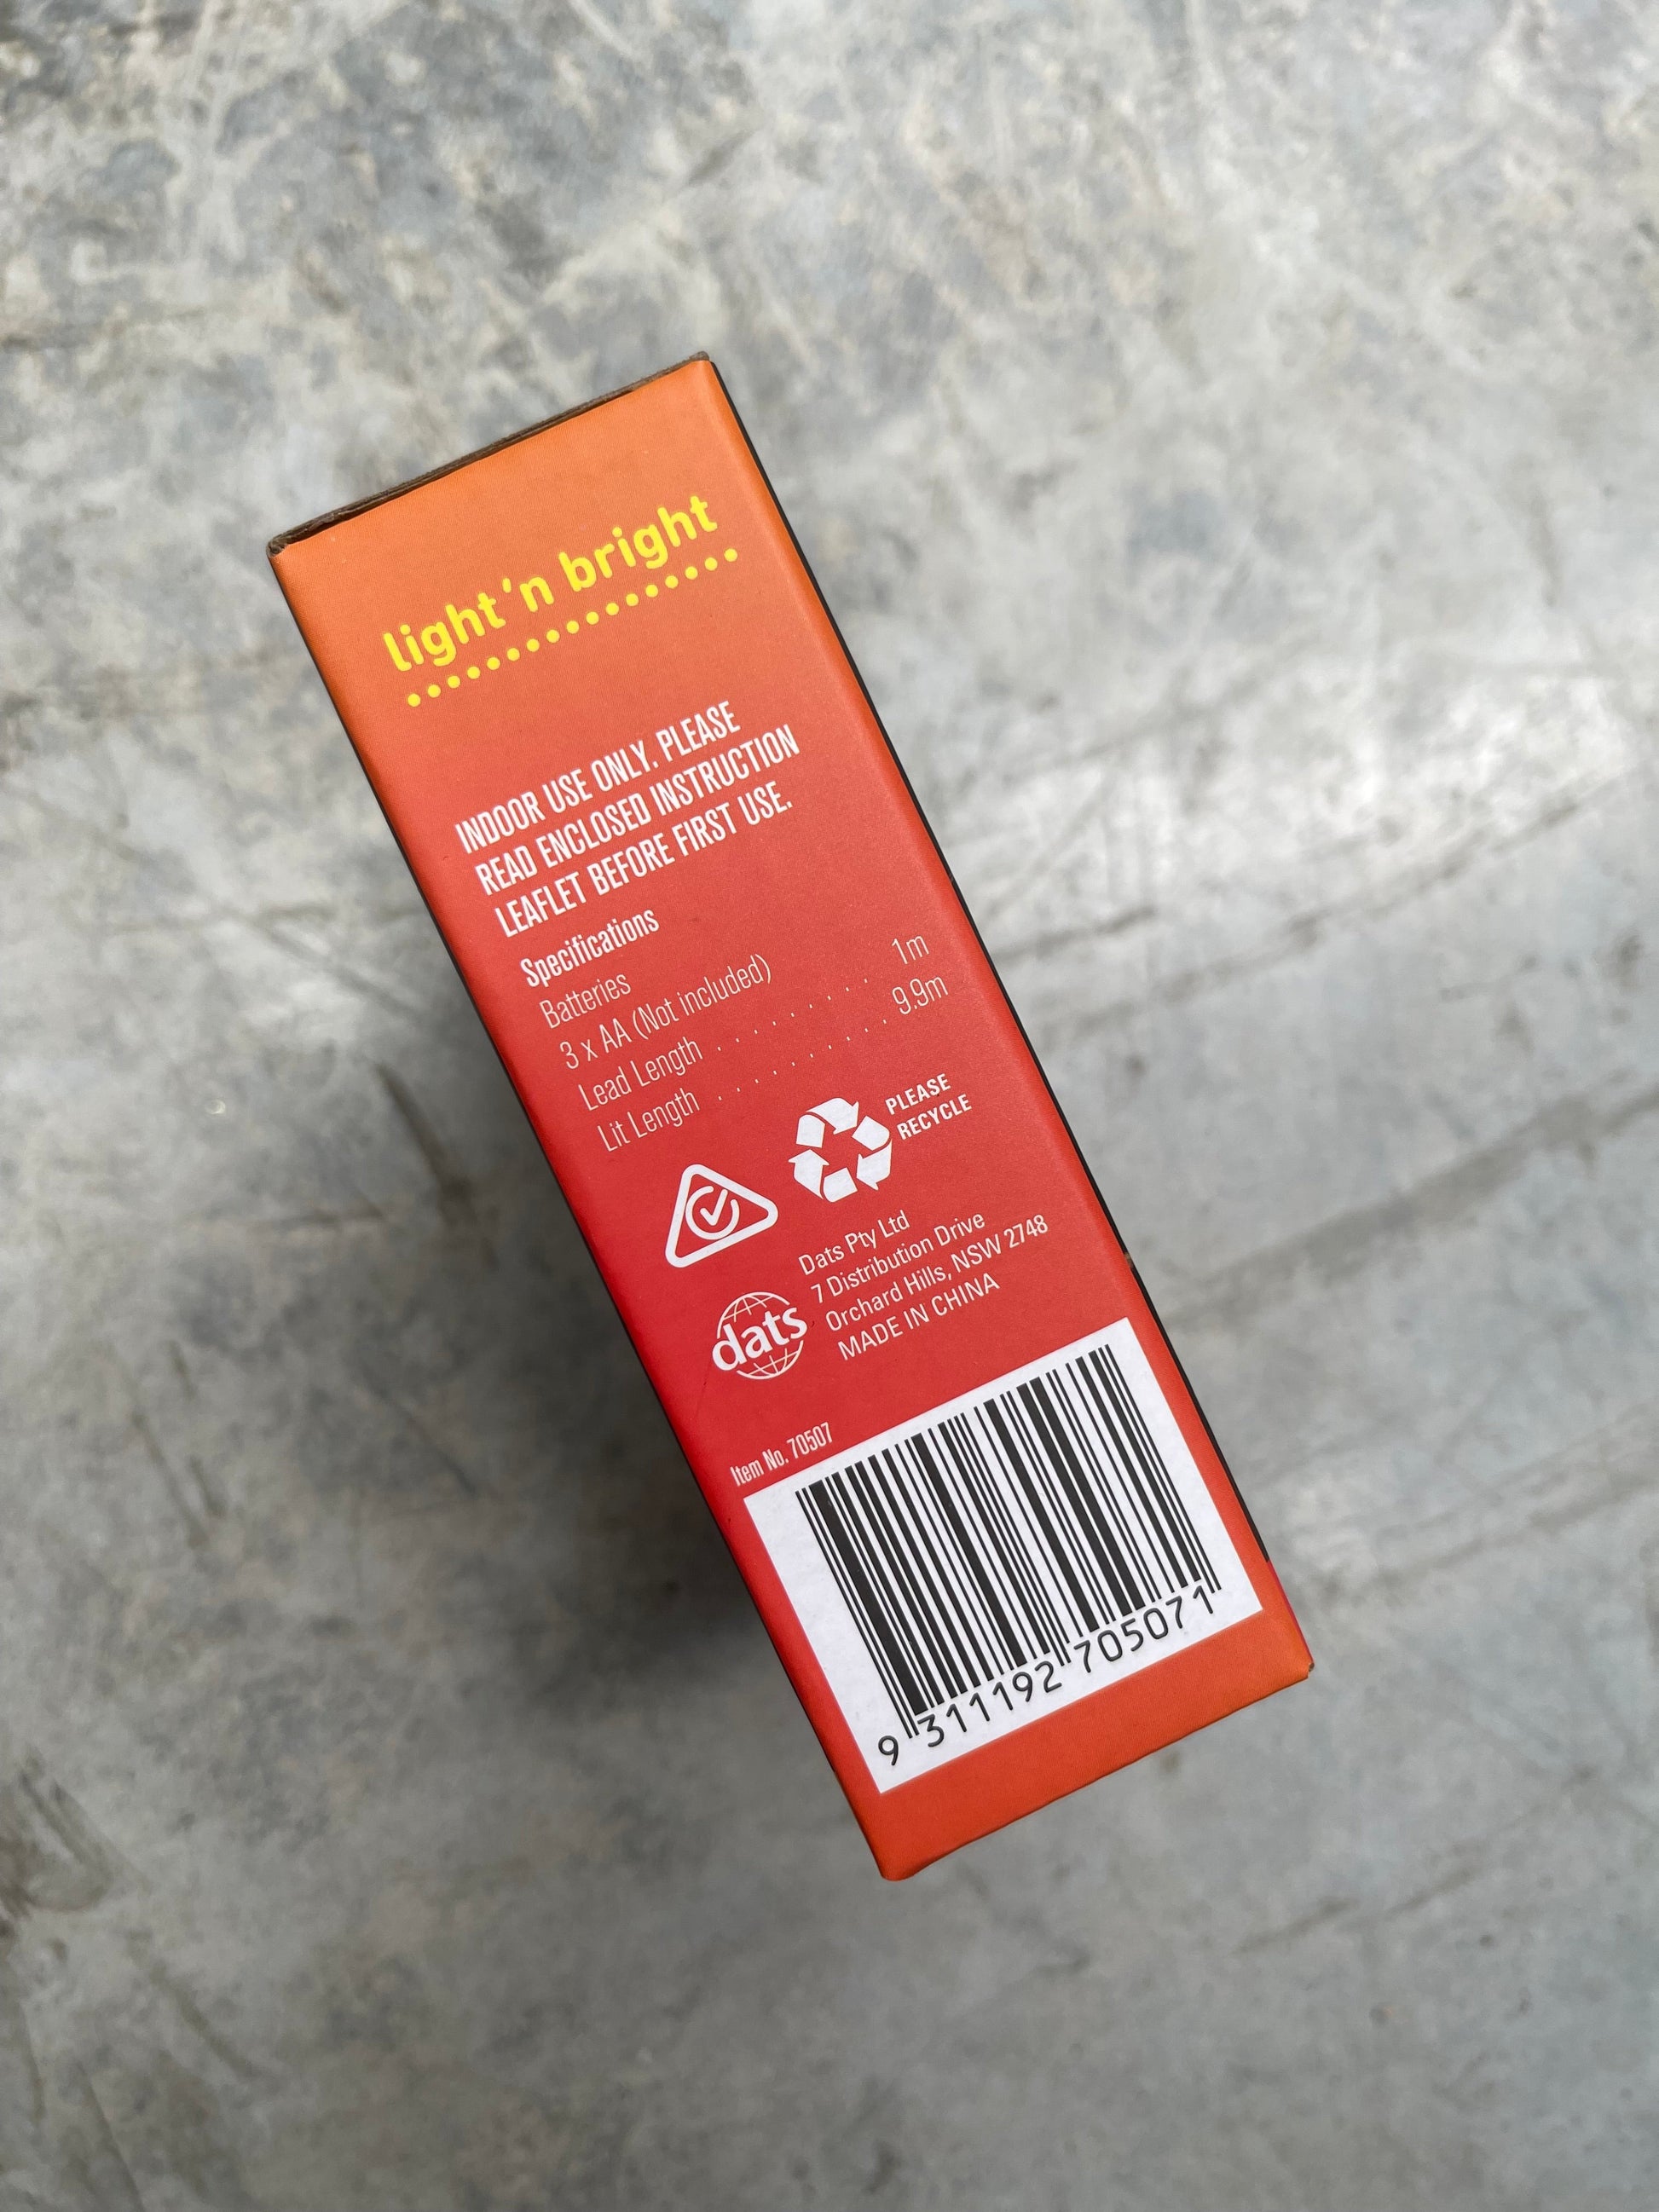 light 'n bright
INDOOR USE ONLY. PLEASE
READ ENCLOSED INSTRUCTION
LEAFLET BEFORE FIRST USE.
Specifications
Batteries
3 x AA (Not included)
Lead Length . . . . . . . . 1m
Lit Length . . . . . . . . . 9.9m
PLEASE
RECYCLE
dats
Dats Pty Ltd
7 Distribution Drive
Orchard Hills, NSW 2748
MADE IN CHINA
Item No. 70507
9 311192 705071